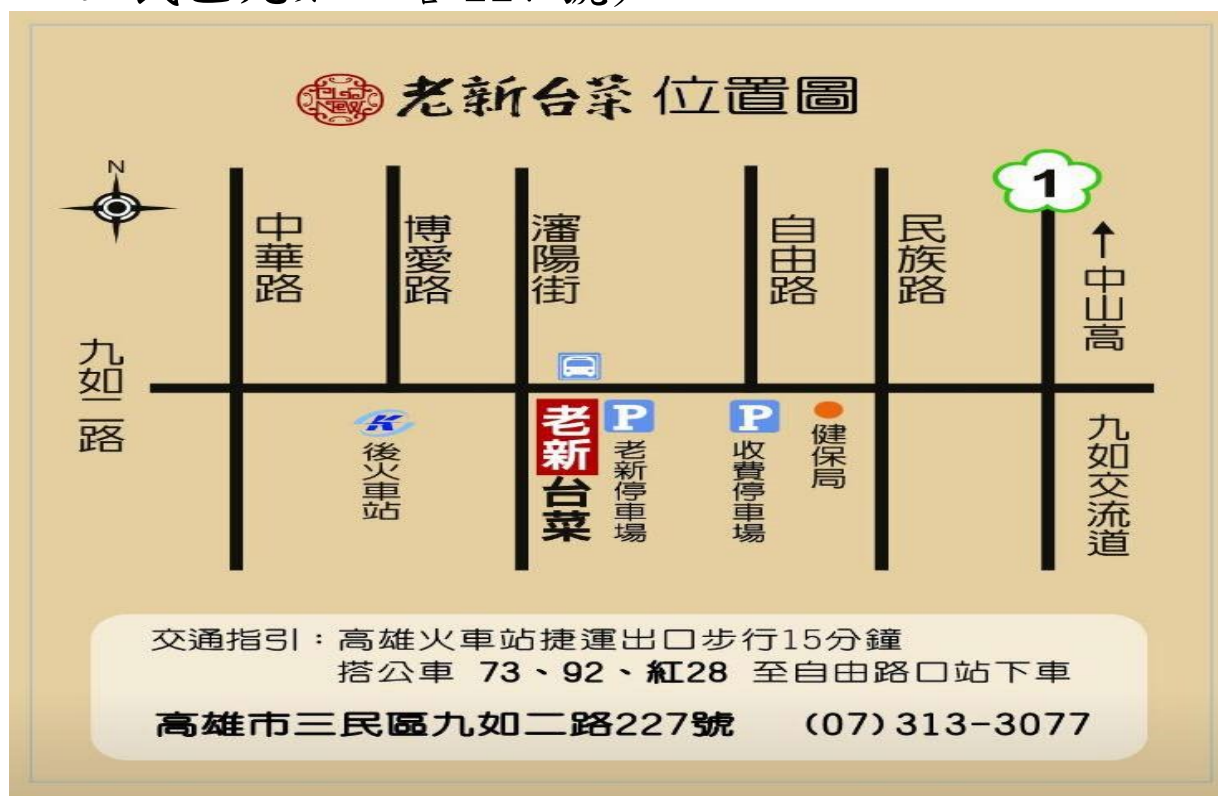 老新台菜 位置圖
N
中華路
博愛路
瀋陽街
自由路
民族路
1
中山高
九如二路
K
後火車站
老新台菜
P
老新停車場
P
收費停車場
健保局
九如交流道
交通指引：高雄火車站捷運出口步行15分鐘
搭公車 73、92、紅28 至自由路口站下車
高雄市三民區九如二路227號 (07)313-3077